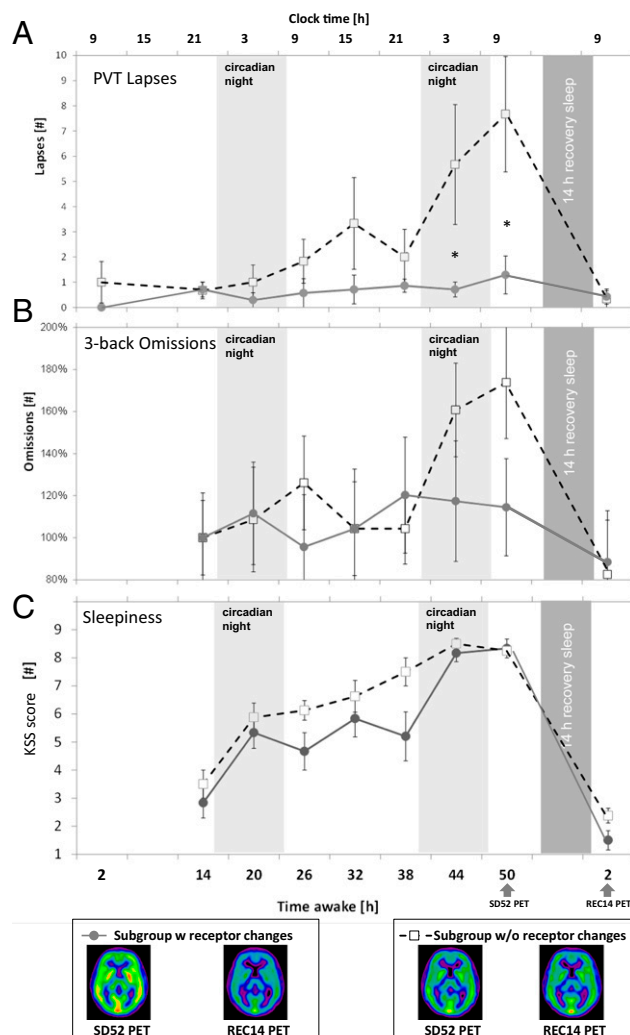 Clock time [h]
A
9 15 21 3 9 15 21 3 9 9
PVT Lapses
circadian
night
circadian
night
14 h recovery sleep
Lapses [#]
10
9
8
7
6
5
4
3
2
1
0
*
*
B
3-back Omissions
circadian
night
circadian
night
14 h recovery sleep
Omissions [#]
200%
180%
160%
140%
120%
100%
80%
C
Sleepiness
circadian
night
circadian
night
14 h recovery sleep
[#]
KSS score
9
8
7
6
5
4
3
2
1
2 14 20 26 32 38 44 50 2
Time awake [h]
SD52 PET
REC14 PET
Subgroup w receptor changes
SD52 PET REC14 PET
Subgroup w/o receptor changes
SD52 PET REC14 PET